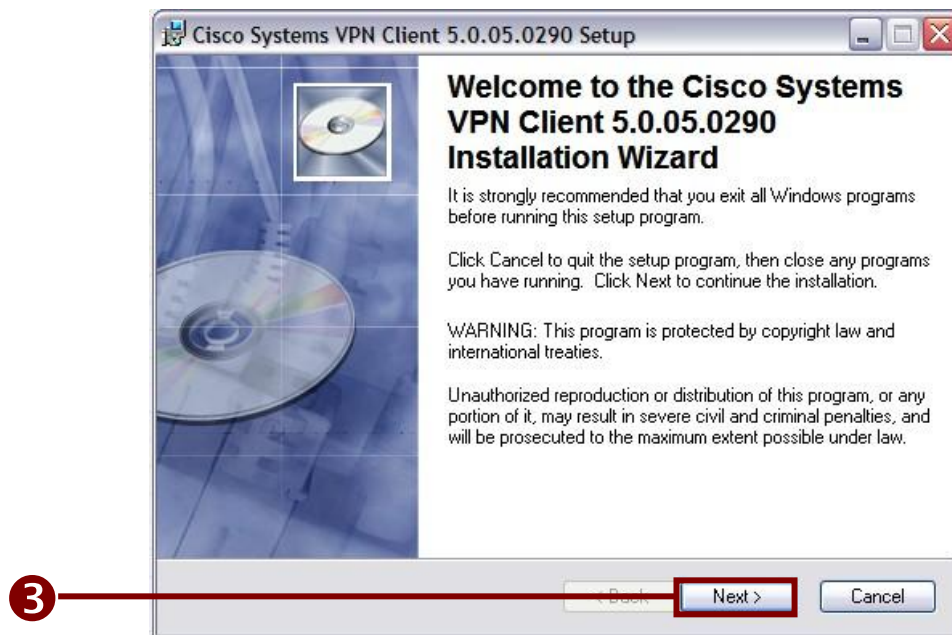 Cisco Systems VPN Client 5.0.05.0290 Setup
Welcome to the Cisco Systems
VPN Client 5.0.05.0290
Installation Wizard
It is strongly recommended that you exit all Windows programs
before running this setup program.
Click Cancel to quit the setup program, then close any programs
you have running. Click Next to continue the installation.
WARNING: This program is protected by copyright law and
international treaties.
Unauthorized reproduction or distribution of this program, or any
portion of it, may result in severe civil and criminal penalties, and
will be prosecuted to the maximum extent possible under law.
3
< Back
Next >
Cancel